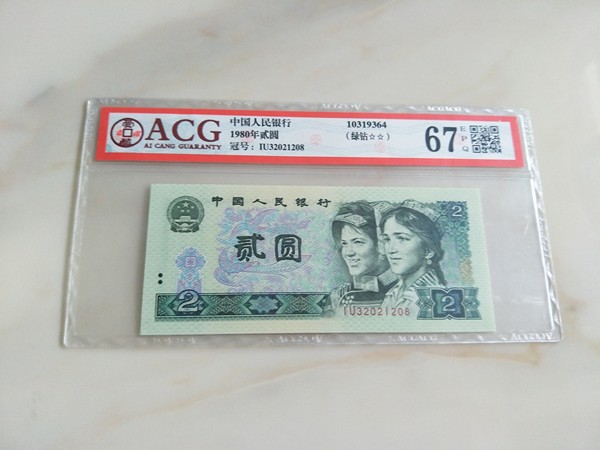 ACG
AI CANG GUARANTY
中国人民银行
1980年贰圆
冠号：IU32021208
10319364
（绿钻☆☆）
67
EPQ
中国人民银行
贰圆
2
2
2
IU32021208